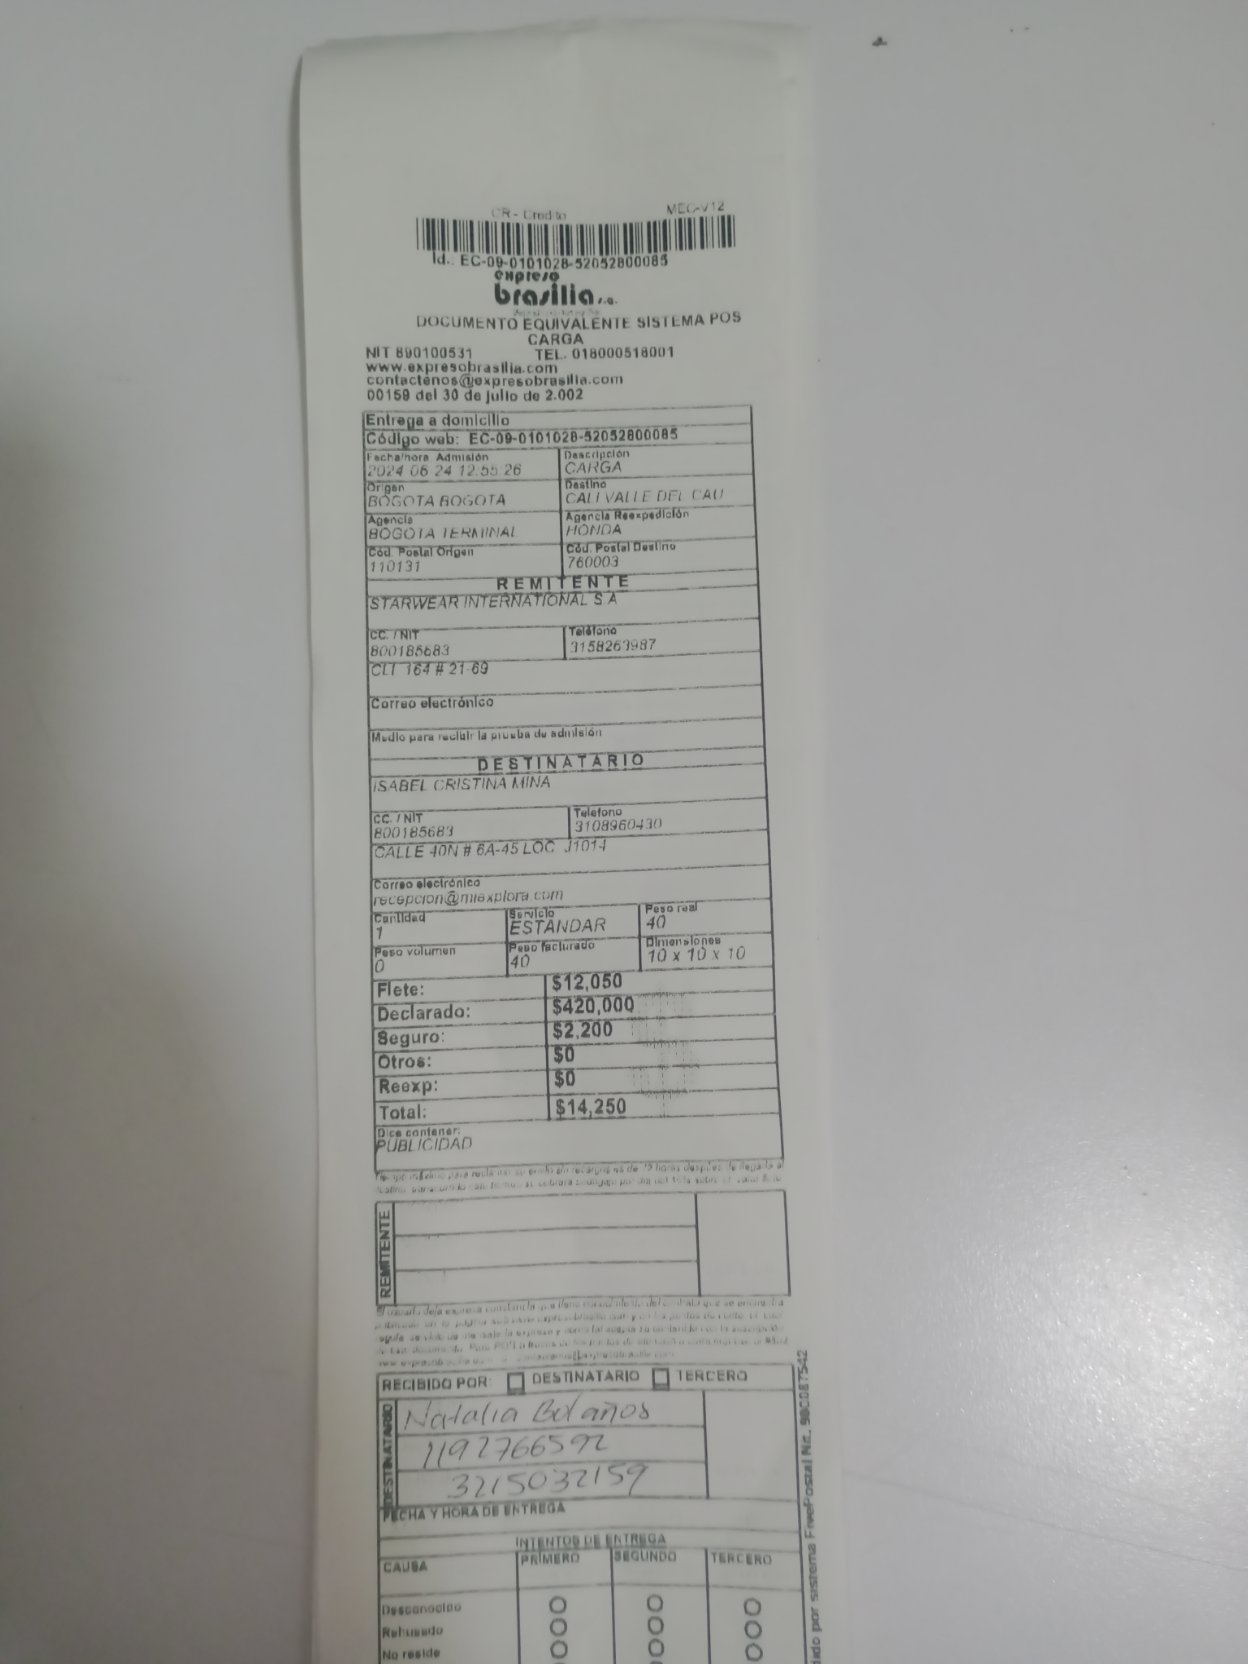 CR - Credito MEC-V12
Id.: EC-09-0101028-52052800085
expreso
brasilia s.a.
DOCUMENTO EQUIVALENTE SISTEMA POS
CARGA
NIT 890100531 TEL. 018000518001
www.expresobrasilia.com
contactenos@expresobrasilia.com
00159 del 30 de julio de 2.002
Entrega a domicilio
Código web: EC-09-0101028-52052800085
Fecha/hora Admisión Descripción
2024 06 24 12:55:26 CARGA
Origen Destino
BOGOTA BOGOTA CALI VALLE DEL CAU
Agencia Agencia Reexpedición
BOGOTA TERMINAL HONDA
Cód. Postal Origen Cód. Postal Destino
110131 760003
REMITENTE
STARWEAR INTERNATIONAL S A
CC. / NIT Teléfono
800185683 3158263987
CLT 164 # 21-69
Correo electrónico
Medio para recibir la prueba de admisión
DESTINATARIO
ISABEL CRISTINA MINA
CC. / NIT Telefono
800185683 3108960430
CALLE 40N # 6A-45 LOC J1014
Correo electrónico
recepcion@miexplora.com
Cantidad Servicio Peso real
1 ESTANDAR 40
Peso volumen Peso facturado Dimensiones
0 40 10 x 10 x 10
Flete: $12,050
Declarado: $420,000
Seguro: $2,200
Otros: $0
Reexp: $0
Total: $14,250
Dice contener:
PUBLICIDAD
REMITENTE
RECIBIDO POR: DESTINATARIO TERCERO
DESTINATARIO
Natalia Bolaños
1192766592
3215032159
FECHA Y HORA DE ENTREGA
INTENTOS DE ENTREGA
CAUSA PRIMERO SEGUNDO TERCERO
Desconocido
Rehusado
No reside
dido por sistema FivePostal Nit. 900087542